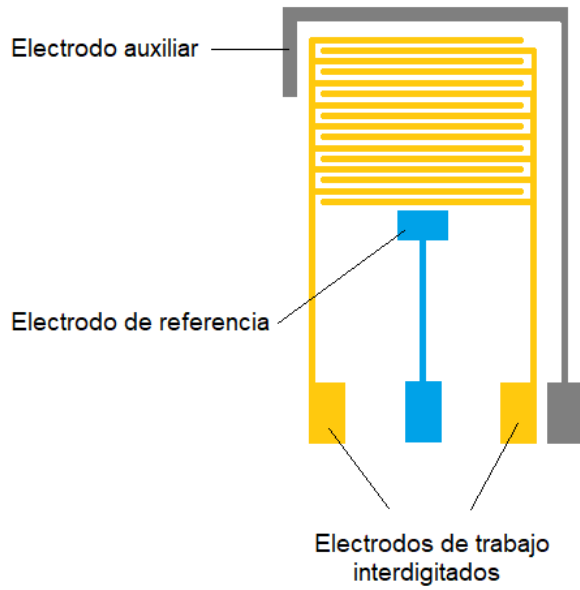 Electrodo auxiliar
Electrodo de referencia
Electrodos de trabajo
interdigitados